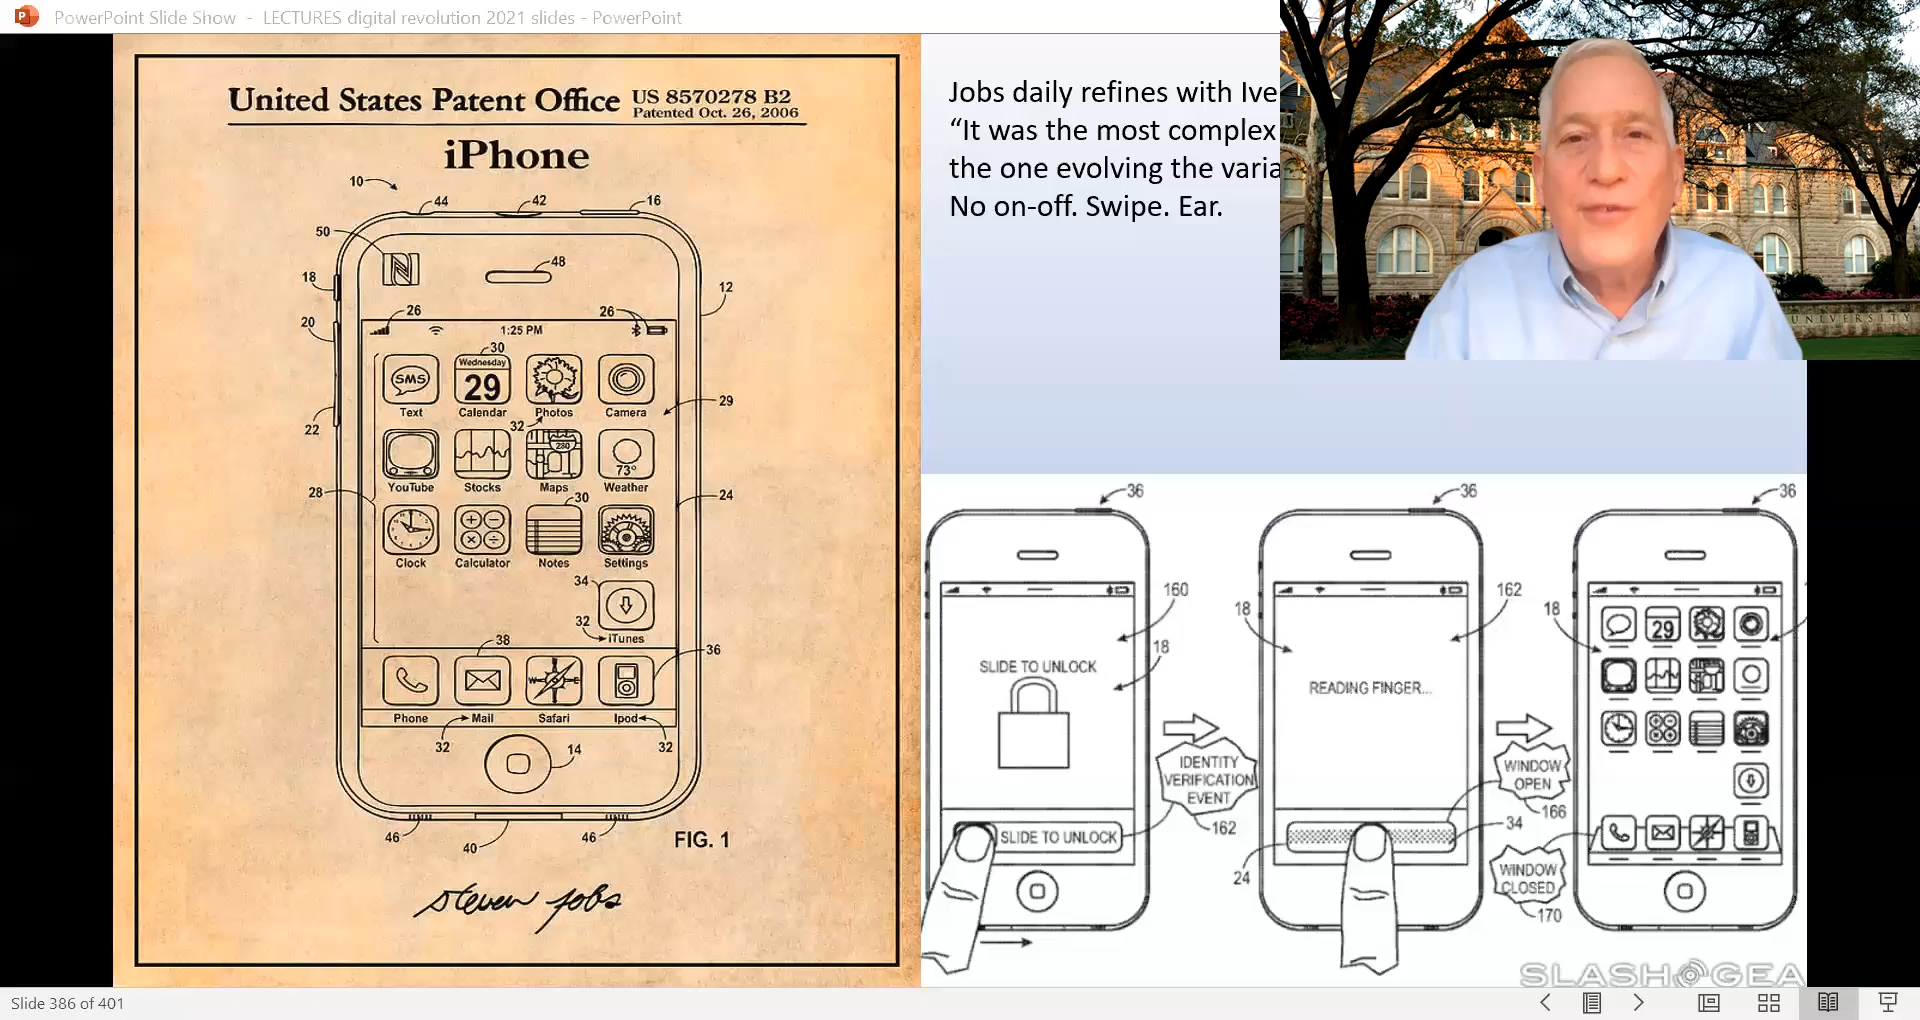 PowerPoint Slide Show - LECTURES digital revolution 2021 slides - PowerPoint
United States Patent Office US 8570278 B2
Patented Oct. 26, 2006
iPhone
10
44
42
16
50
48
18
12
26
26
20
1:25 PM
30
SMS
Wednesday
29
Text
Calendar
Photos
Camera
29
22
32
280
73°
YouTube
Stocks
Maps
Weather
28
30
24
Clock
Calculator
Notes
Settings
34
32
iTunes
38
36
W
E
Phone
Mail
Safari
Ipod
32
32
14
46
40
46
FIG. 1
steven jobs
Jobs daily refines with Ive
“It was the most complex
the one evolving the varia
No on-off. Swipe. Ear.
UNIVERSITY
36
160
18
SLIDE TO UNLOCK
IDENTITY
VERIFICATION
EVENT
162
SLIDE TO UNLOCK
36
18
162
READING FINGER...
WINDOW
OPEN
166
34
24
WINDOW
CLOSED
170
36
18
29
SLASHGEA
Slide 386 of 401